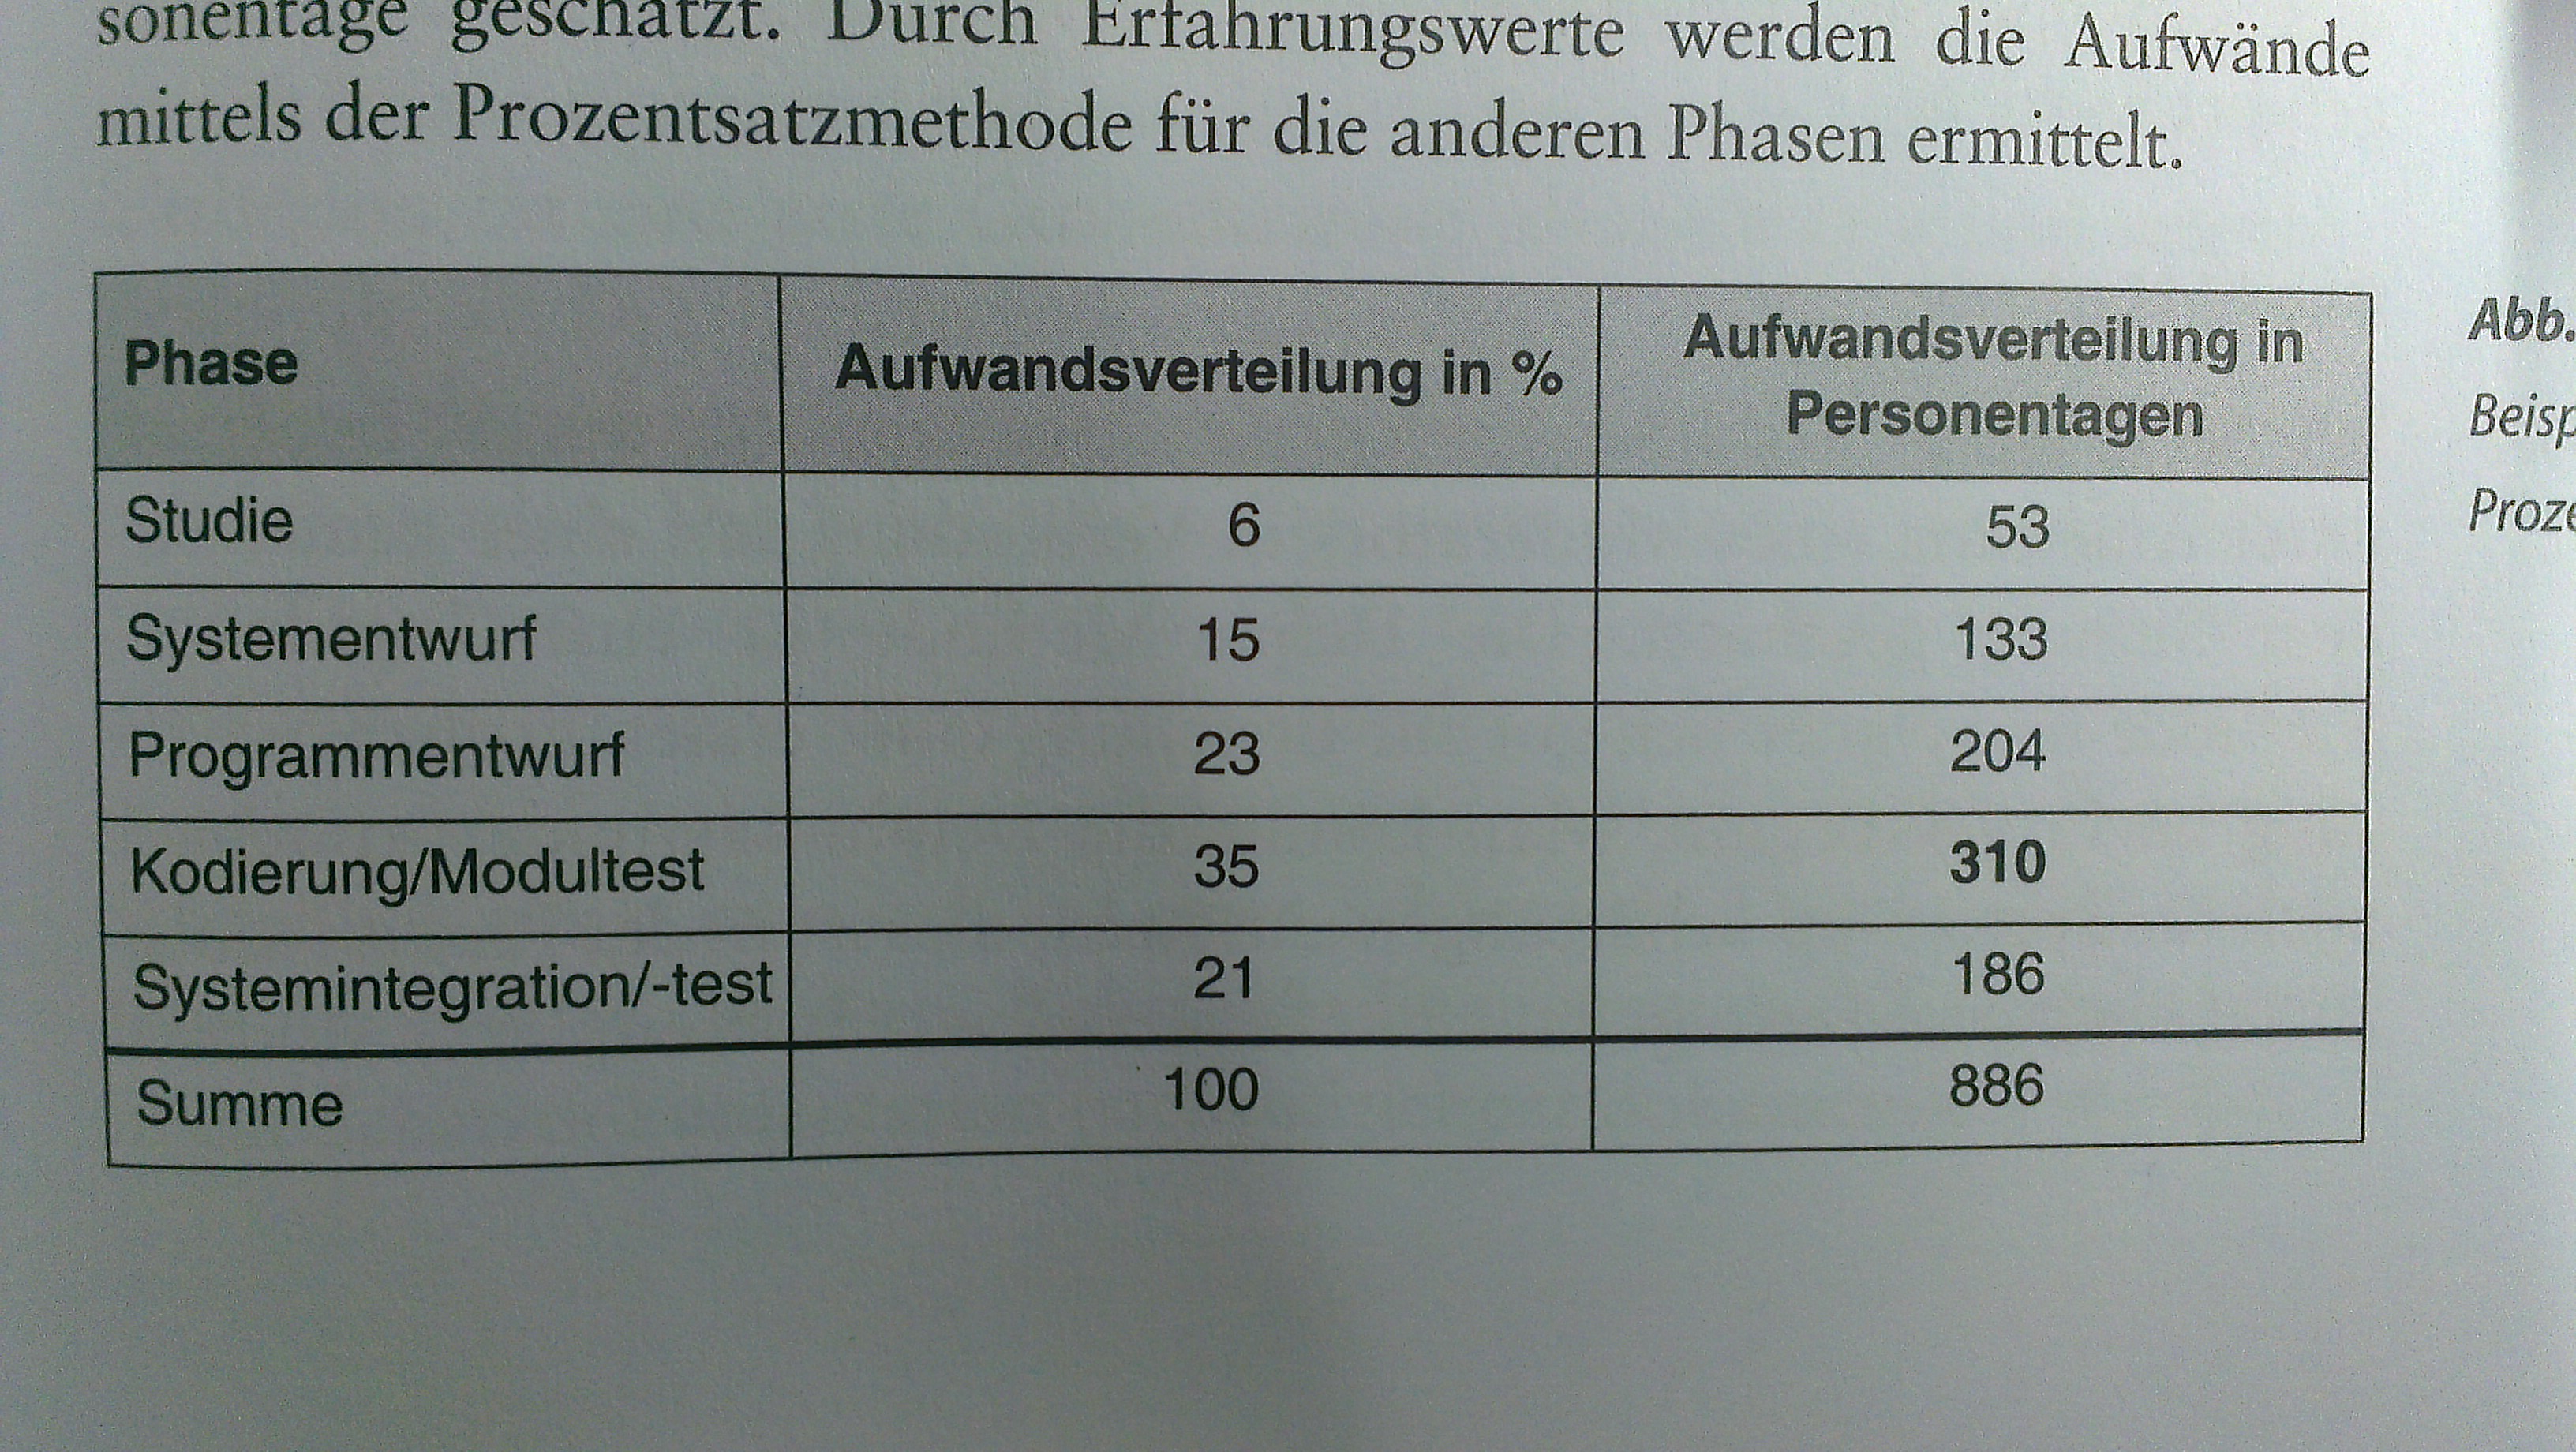 sonentage geschätzt. Durch Erfahrungswerte werden die Aufwände
mittels der Prozentsatzmethode für die anderen Phasen ermittelt.
Phase Aufwandsverteilung in % Aufwandsverteilung in Personentagen
Studie 6 53
Systementwurf 15 133
Programmentwurf 23 204
Kodierung/Modultest 35 310
Systemintegration/-test 21 186
Summe 100 886
Abb.
Beisp
Proze